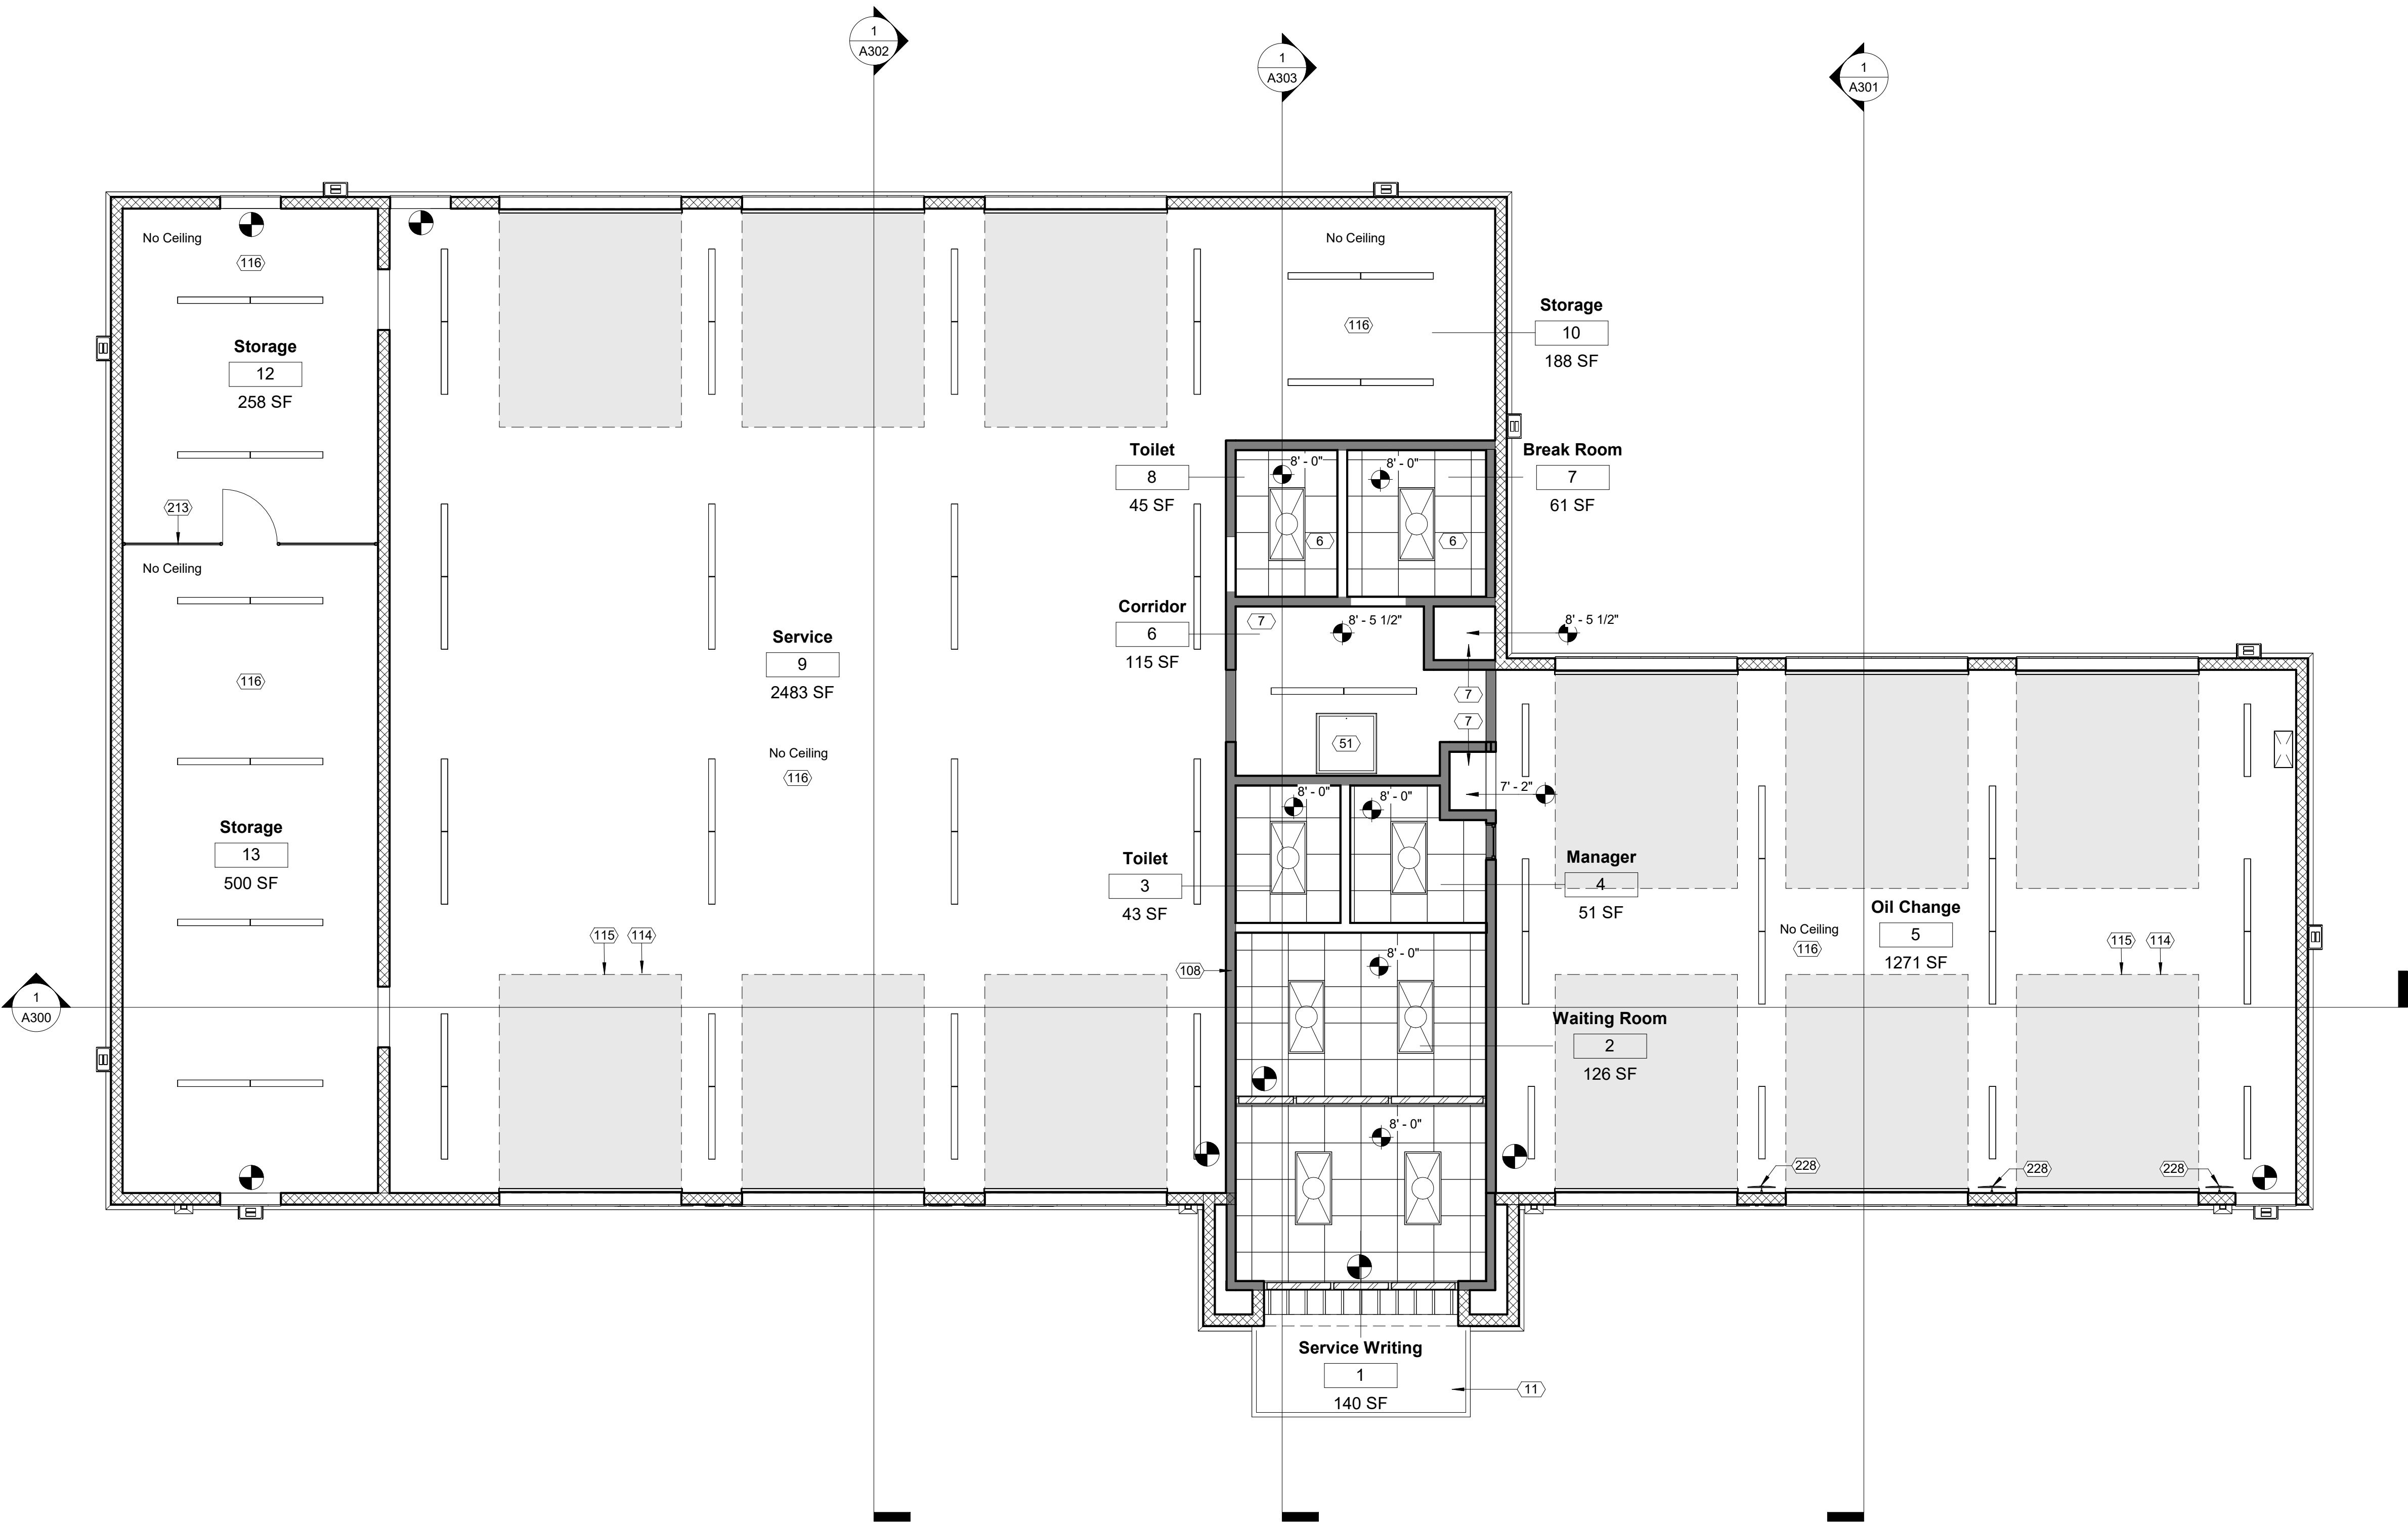 1
A302
1
A303
1
A301
No Ceiling
116
Storage
12
258 SF
213
No Ceiling
116
Storage
13
500 SF
No Ceiling
116
Storage
10
188 SF
Toilet
8
45 SF
8' - 0"
6
8' - 0"
6
Break Room
7
61 SF
Corridor
6
115 SF
7
8' - 5 1/2"
8' - 5 1/2"
7
7
51
7' - 2"
Service
9
2483 SF
No Ceiling
116
Toilet
3
43 SF
8' - 0"
8' - 0"
Manager
4
51 SF
No Ceiling
116
Oil Change
5
1271 SF
115
114
108
8' - 0"
115
114
1
A300
Waiting Room
2
126 SF
8' - 0"
228
228
228
Service Writing
1
140 SF
11